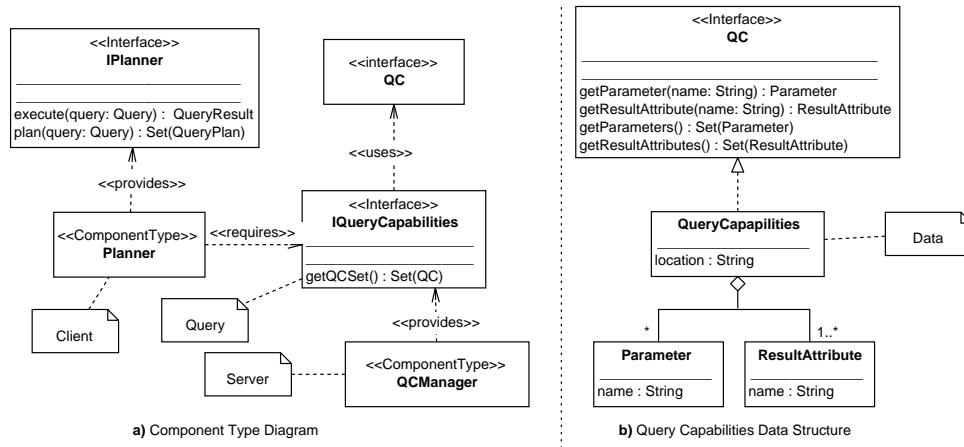 <<Interface>>
IPlanner
execute(query: Query) : QueryResult
plan(query: Query) : Set(QueryPlan)
<<interface>>
QC
<<uses>>
<<provides>>
<<ComponentType>>
Planner
<<requires>>
<<Interface>>
IQueryCapabilities
getQCSet() : Set(QC)
Client
Query
<<provides>>
Server
<<ComponentType>>
QCManager
a) Component Type Diagram
<<Interface>>
QC
getParameter(name: String) : Parameter
getResultAttribute(name: String) : ResultAttribute
getParameters() : Set(Parameter)
getResultAttributes() : Set(ResultAttribute)
QueryCapapilities
location : String
Data
*
1..*
Parameter
name : String
ResultAttribute
name : String
b) Query Capabilities Data Structure